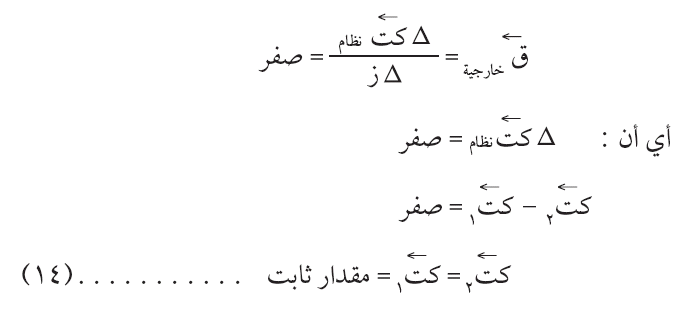 ق⃖ خارجية = Δ كت⃖ نظام / Δ ز = صفر
أي أن : Δ كت⃖ نظام = صفر
كت⃖٢ − كت⃖١ = صفر
كت⃖٢ = كت⃖١ = مقدار ثابت ........... (١٤)